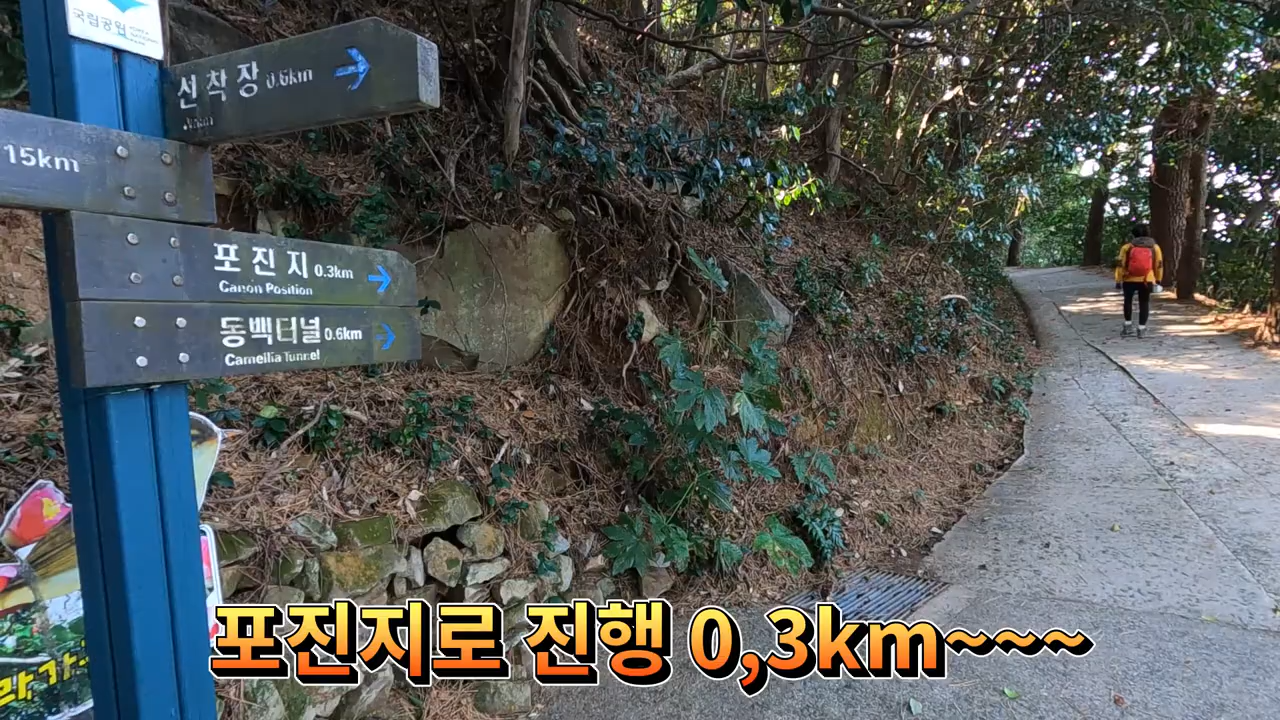 국립공원
선착장 0.6km
15km
포진지 0.3km
Canon Position
동백터널 0.6km
Camellia Tunnel
포진지로 진행 0,3km~~~